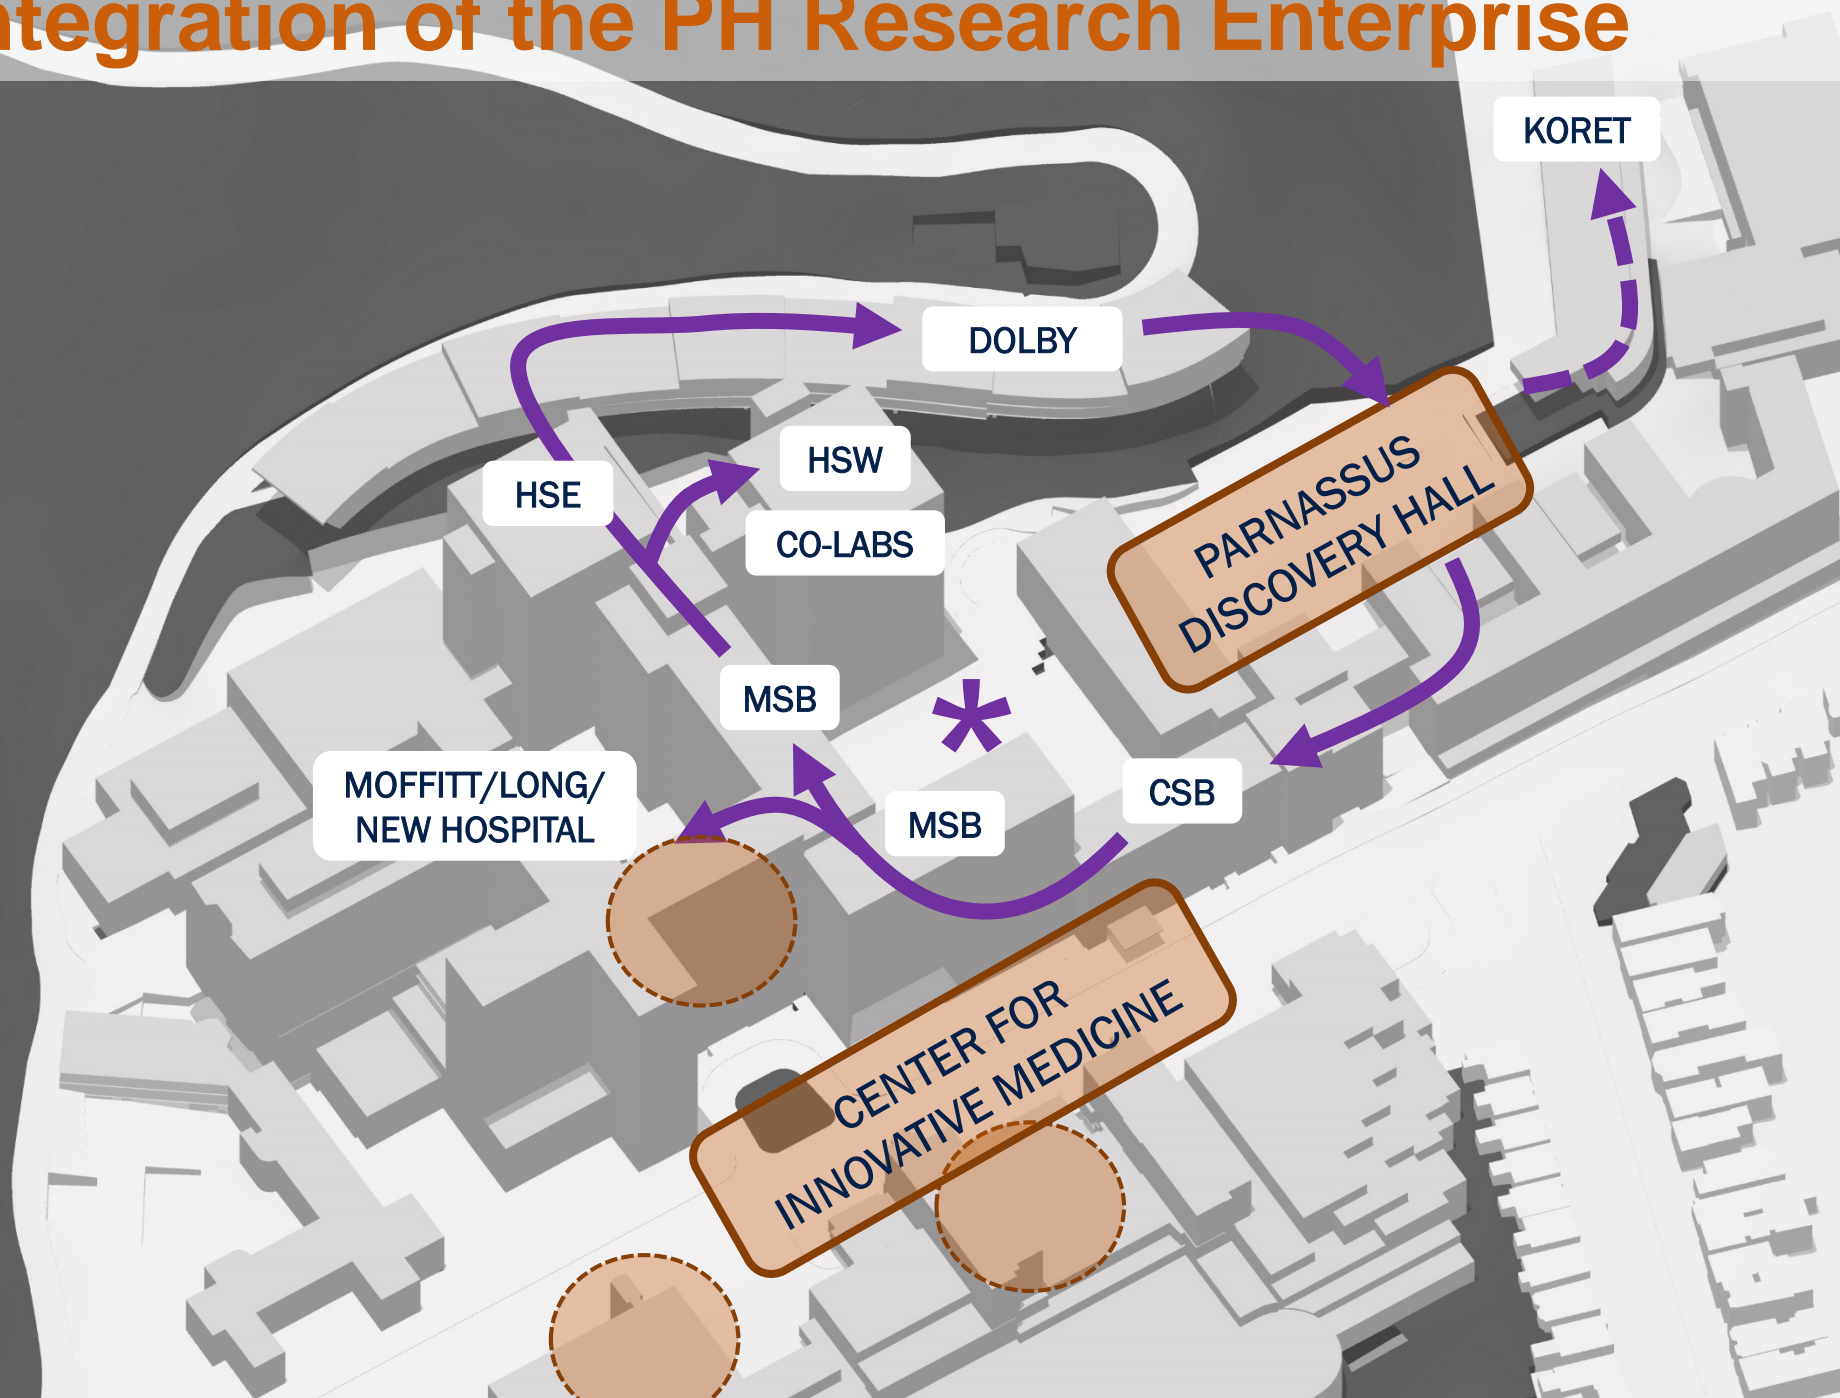 ntegration of the PH Research Enterprise
KORET
DOLBY
HSW
HSE
CO-LABS
PARNASSUS
DISCOVERY HALL
MSB
*
MOFFITT/LONG/
NEW HOSPITAL
CSB
MSB
CENTER FOR
INNOVATIVE MEDICINE